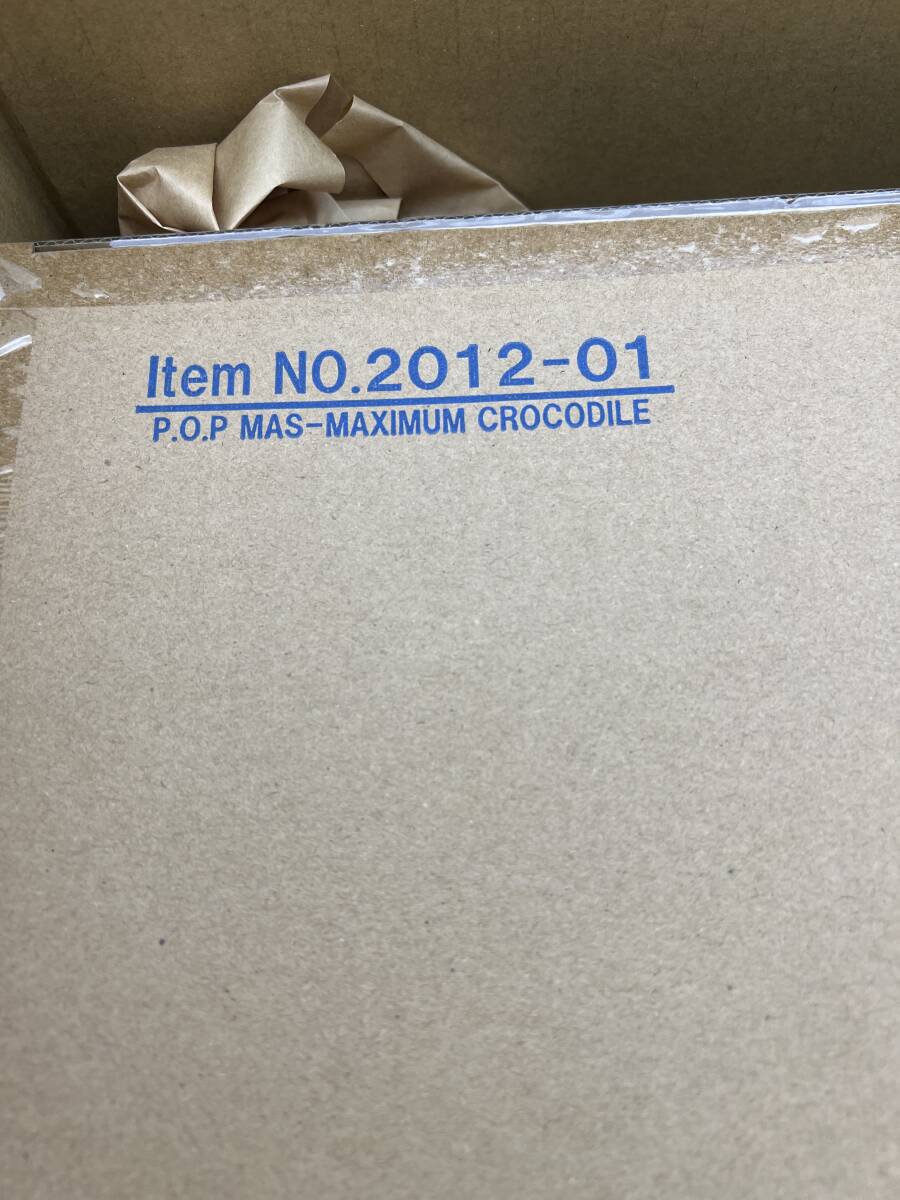 Item NO.2012-01
P.O.P MAS-MAXIMUM CROCODILE